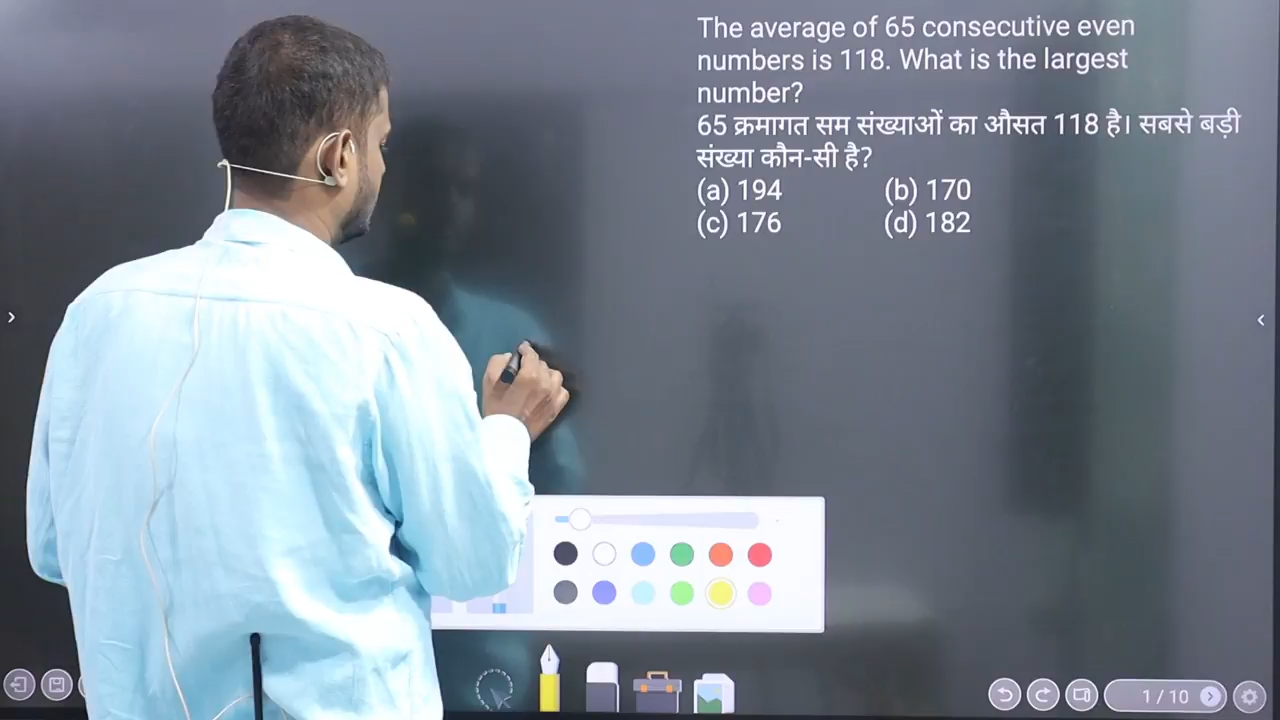 The average of 65 consecutive even
numbers is 118. What is the largest
number?
65 क्रमागत सम संख्याओं का औसत 118 है। सबसे बड़ी
संख्या कौन-सी है?
(a) 194 (b) 170
(c) 176 (d) 182
1 / 10